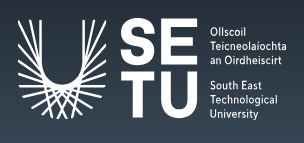 SE
TU
Ollscoil
Teicneolaíochta
an Oirdheiscirt
South East
Technological
University